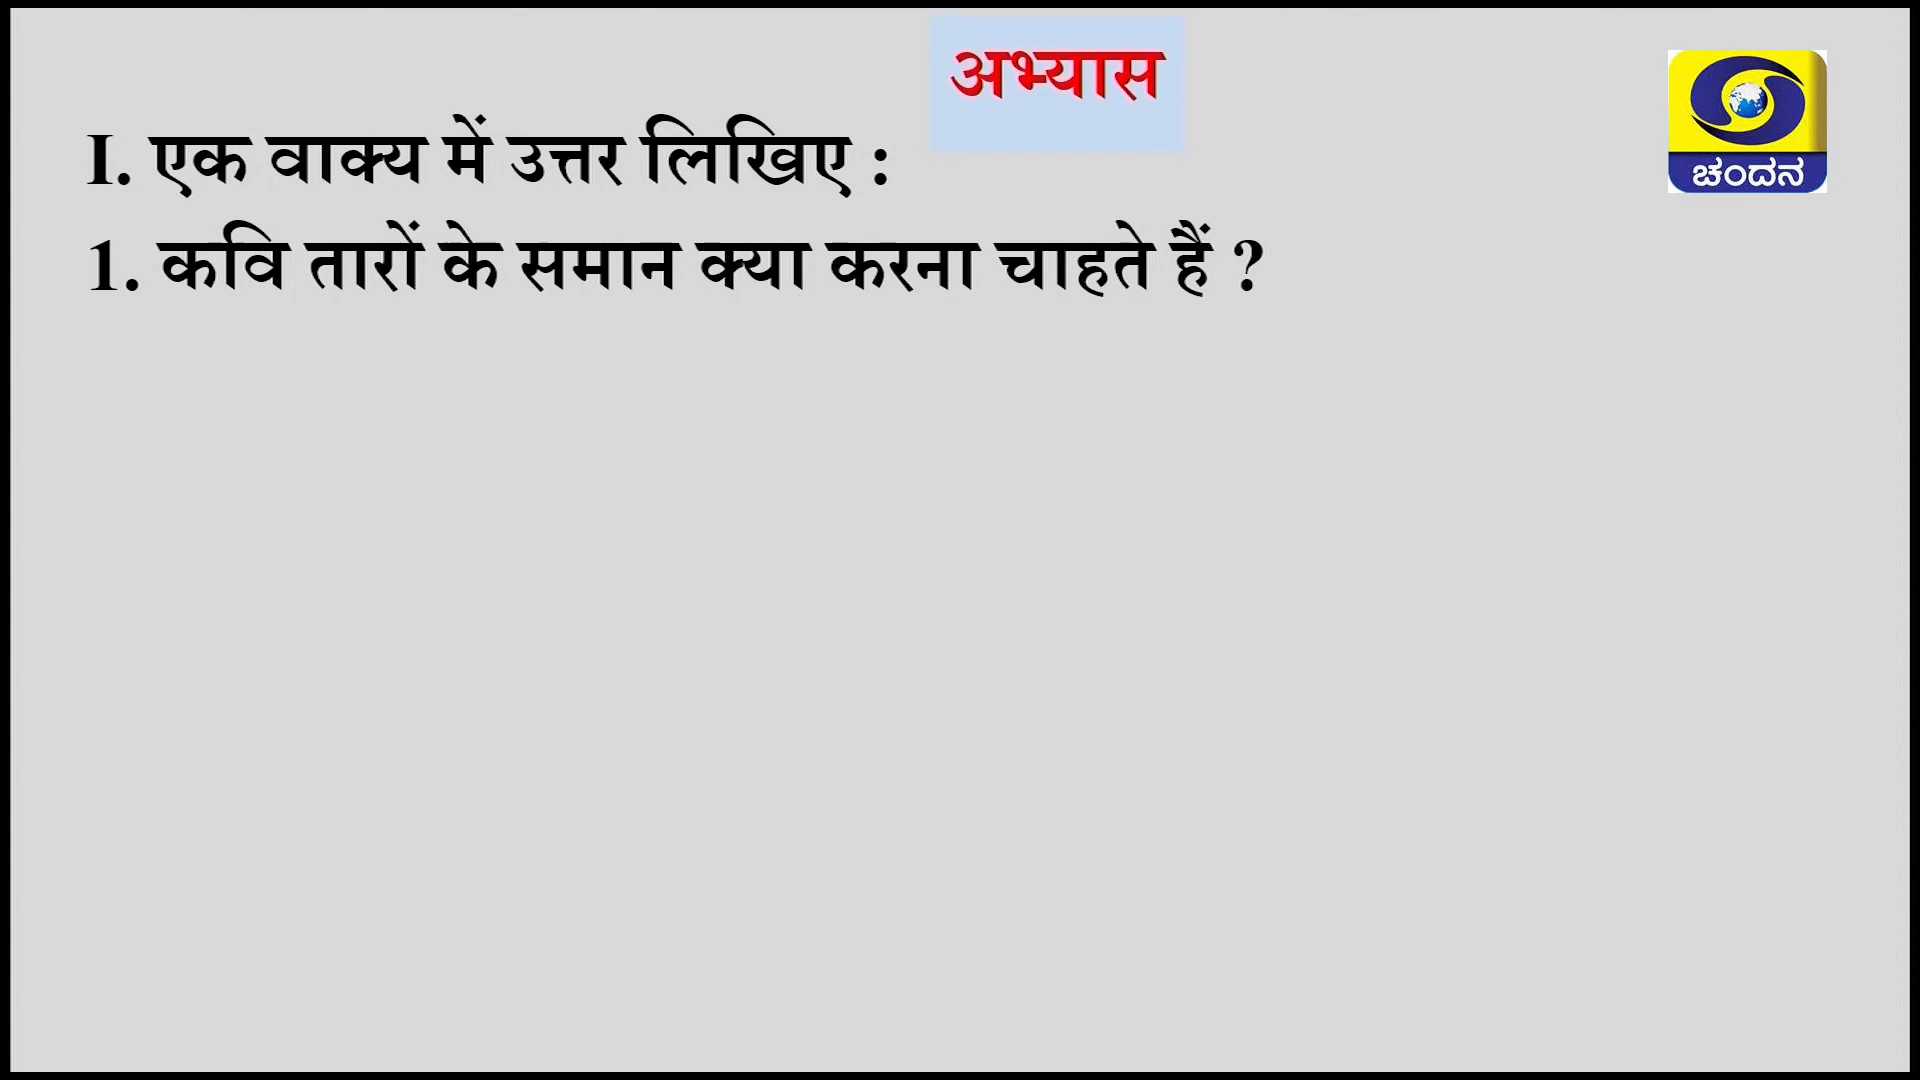 अभ्यास
I. एक वाक्य में उत्तर लिखिए :
1. कवि तारों के समान क्या करना चाहते हैं ?
ಚಂದನ